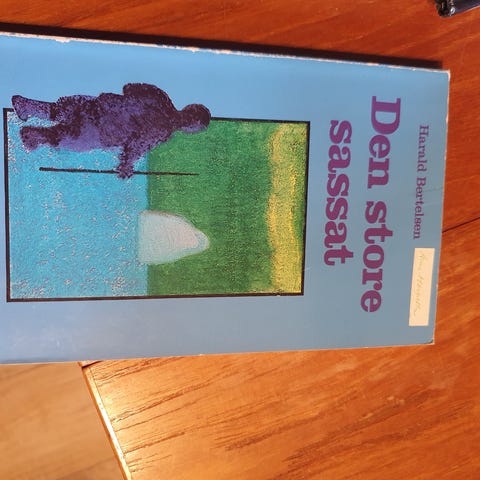 Harald Bertelsen
Den store
sassat